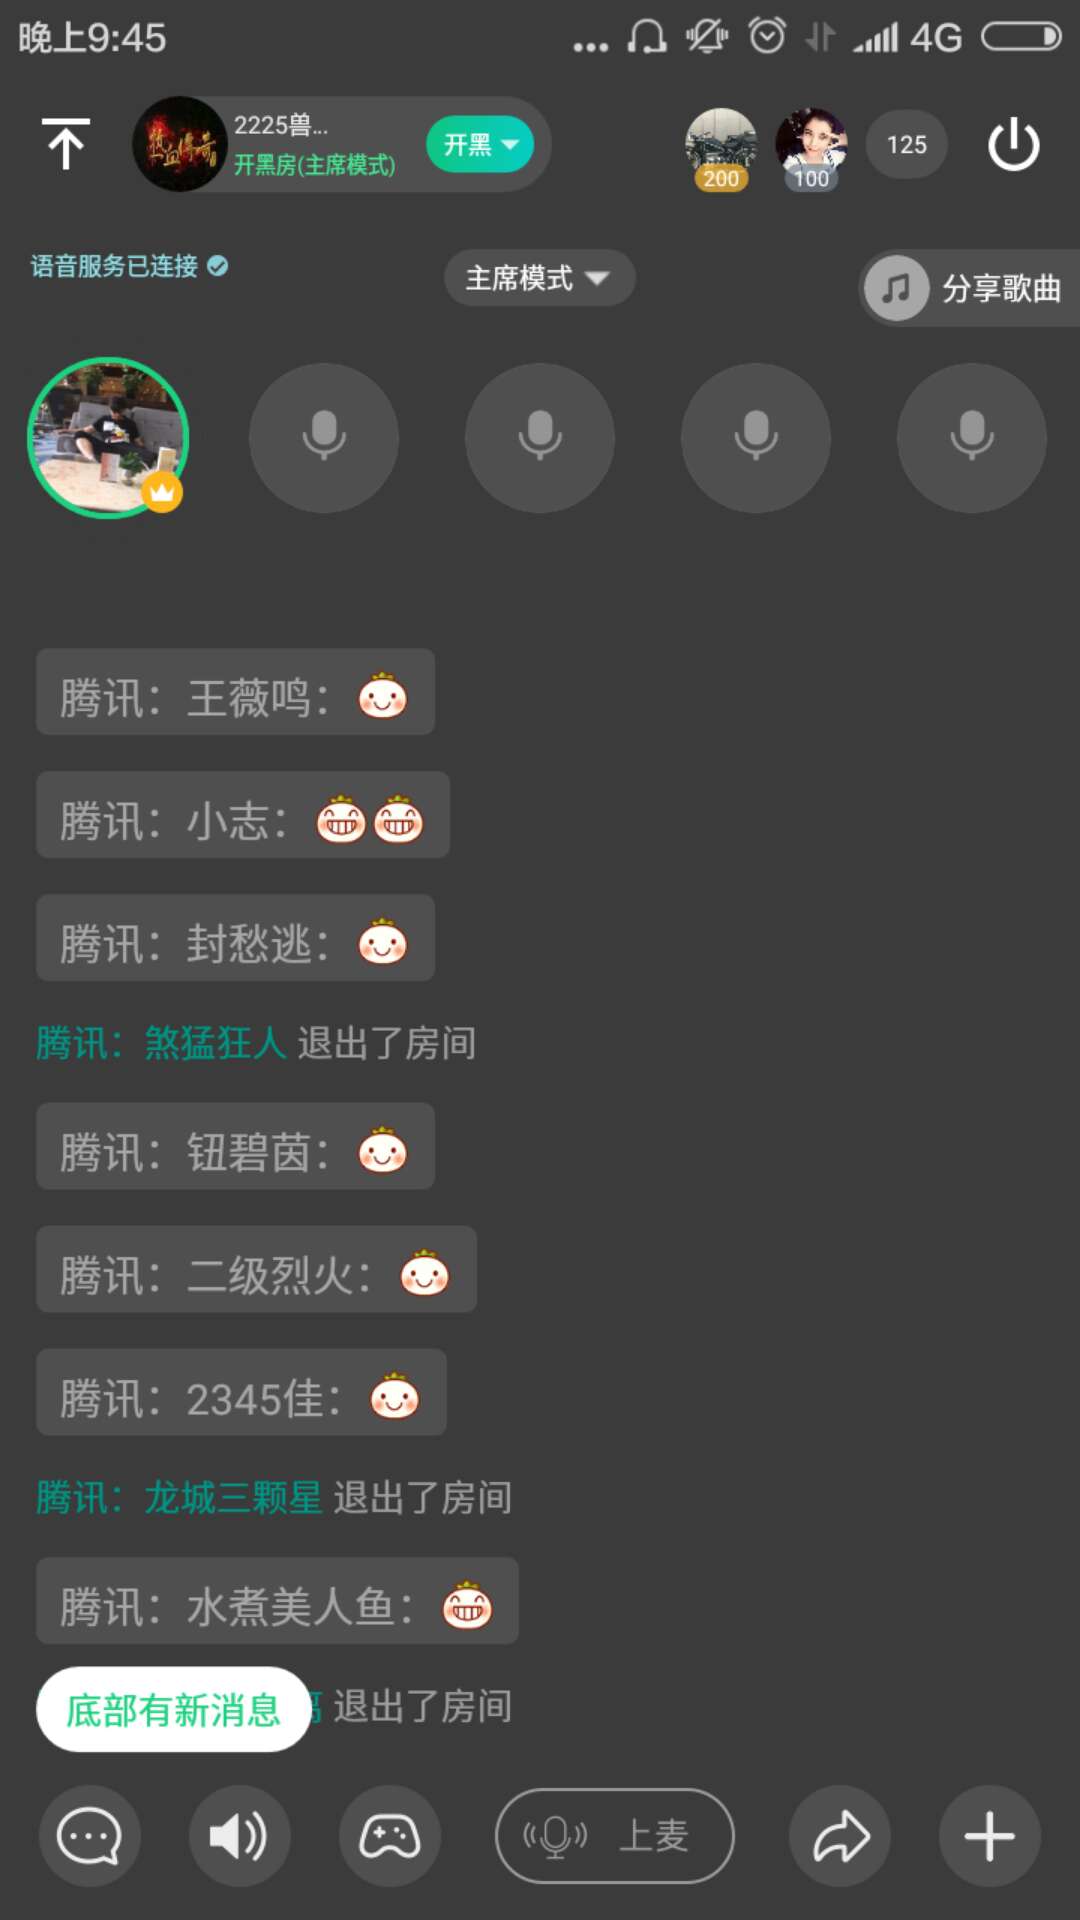 晚上9:45
4G
2225兽...
开黑房(主席模式)
开黑
200
100
125
语音服务已连接
主席模式
分享歌曲
腾讯：王薇鸣：
腾讯：小志：
腾讯：封愁逃：
腾讯：煞猛狂人 退出了房间
腾讯：钮碧茵：
腾讯：二级烈火：
腾讯：2345佳：
腾讯：龙城三颗星 退出了房间
腾讯：水煮美人鱼：
底部有新消息
退出了房间
上麦